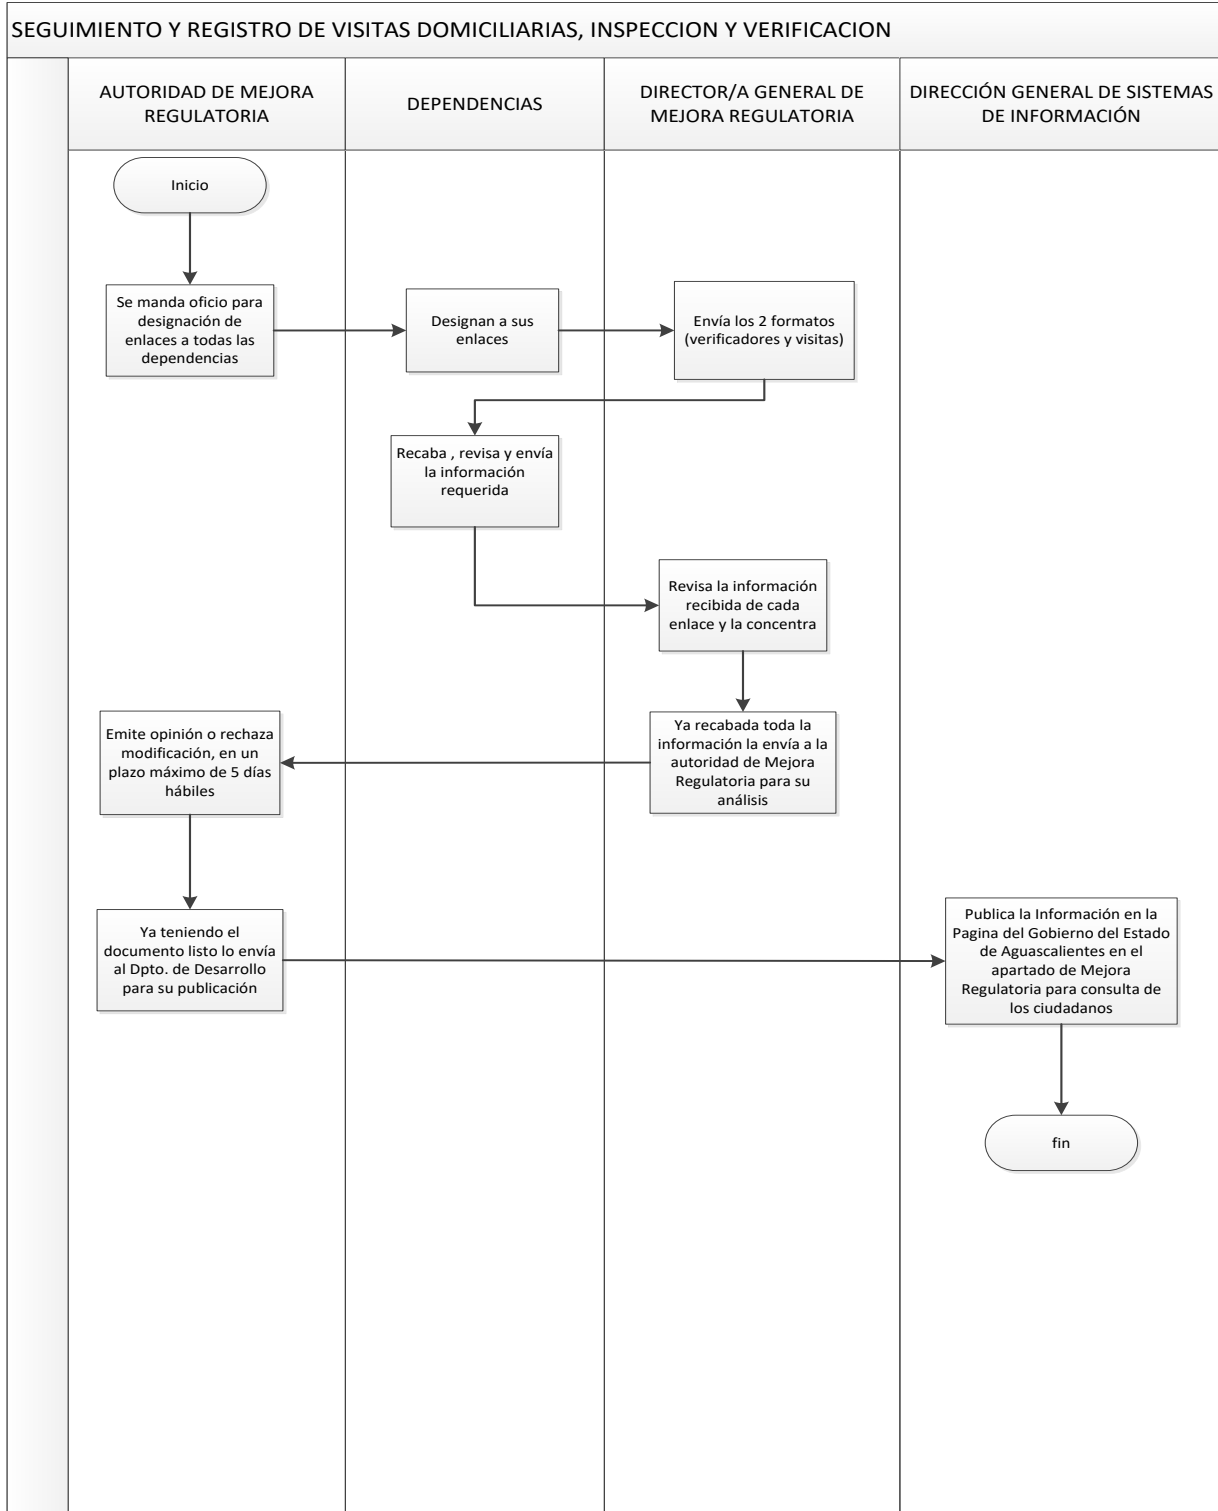 SEGUIMIENTO Y REGISTRO DE VISITAS DOMICILIARIAS, INSPECCION Y VERIFICACION
AUTORIDAD DE MEJORA
REGULATORIA
DEPENDENCIAS
DIRECTOR/A GENERAL DE
MEJORA REGULATORIA
DIRECCIÓN GENERAL DE SISTEMAS
DE INFORMACIÓN
Inicio
Se manda oficio para
designación de
enlaces a todas las
dependencias
Designan a sus
enlaces
Envía los 2 formatos
(verificadores y visitas)
Recaba , revisa y envía
la información
requerida
Revisa la información
recibida de cada
enlace y la concentra
Ya recabada toda la
información la envía a la
autoridad de Mejora
Regulatoria para su
análisis
Emite opinión o rechaza
modificación, en un
plazo máximo de 5 días
hábiles
Ya teniendo el
documento listo lo envía
al Dpto. de Desarrollo
para su publicación
Publica la Información en la
Pagina del Gobierno del Estado
de Aguascalientes en el
apartado de Mejora
Regulatoria para consulta de
los ciudadanos
fin